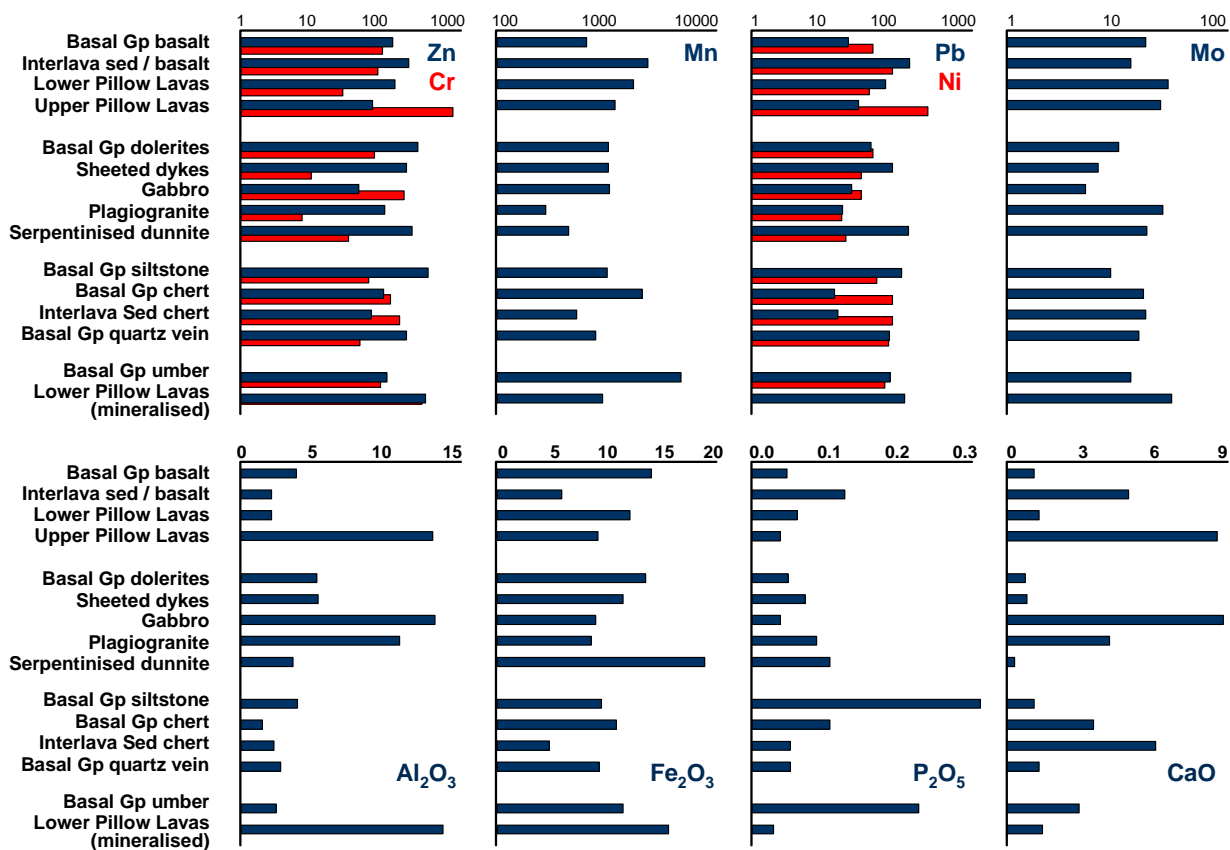 1 10 100 1000 100 1000 10000 1 10 100 1000 1 10 100
Basal Gp basalt Zn Mn Pb Mo
Interlava sed / basalt Cr Ni
Lower Pillow Lavas
Upper Pillow Lavas
Basal Gp dolerites
Sheeted dykes
Gabbro
Plagiogranite
Serpentinised dunnite
Basal Gp siltstone
Basal Gp chert
Interlava Sed chert
Basal Gp quartz vein
Basal Gp umber
Lower Pillow Lavas
(mineralised)
0 5 10 15 0 5 10 15 20 0.0 0.1 0.2 0.3 0 3 6 9
Basal Gp basalt
Interlava sed / basalt
Lower Pillow Lavas
Upper Pillow Lavas
Basal Gp dolerites
Sheeted dykes
Gabbro
Plagiogranite
Serpentinised dunnite
Basal Gp siltstone
Basal Gp chert
Interlava Sed chert
Basal Gp quartz vein Al₂O₃ Fe₂O₃ P₂O₅ CaO
Basal Gp umber
Lower Pillow Lavas
(mineralised)